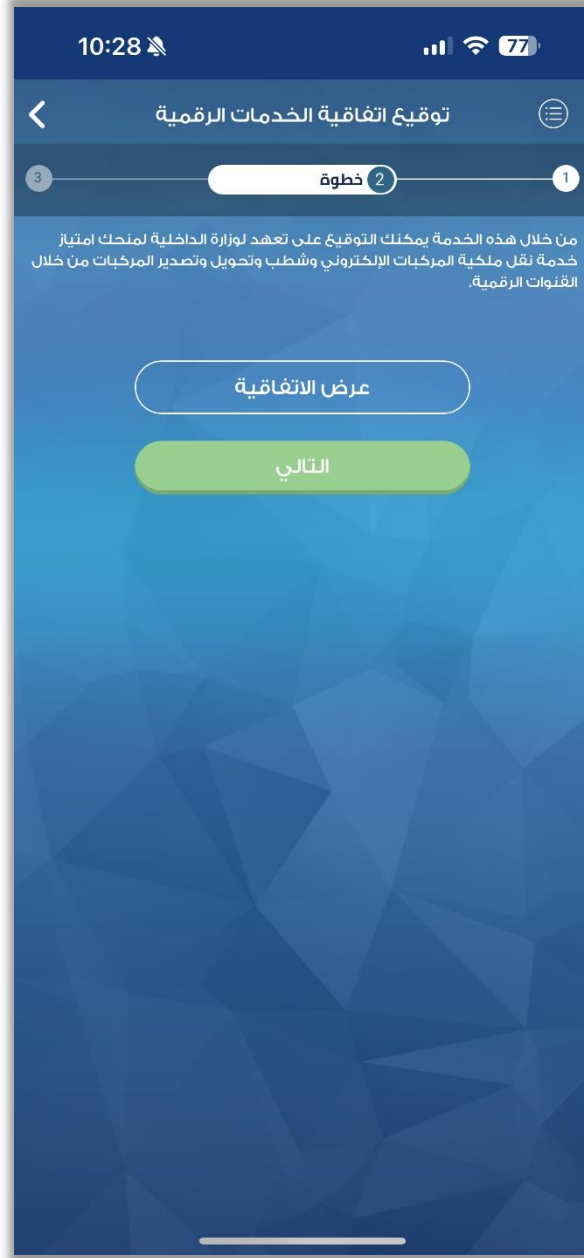 10:28
77
توقيع اتفاقية الخدمات الرقمية
1
2 خطوة
3
من خلال هذه الخدمة يمكنك التوقيع على تعهد لوزارة الداخلية لمنحك امتياز
خدمة نقل ملكية المركبات الإلكتروني وشطب وتحويل وتصدير المركبات من خلال
القنوات الرقمية.
عرض الاتفاقية
التالي